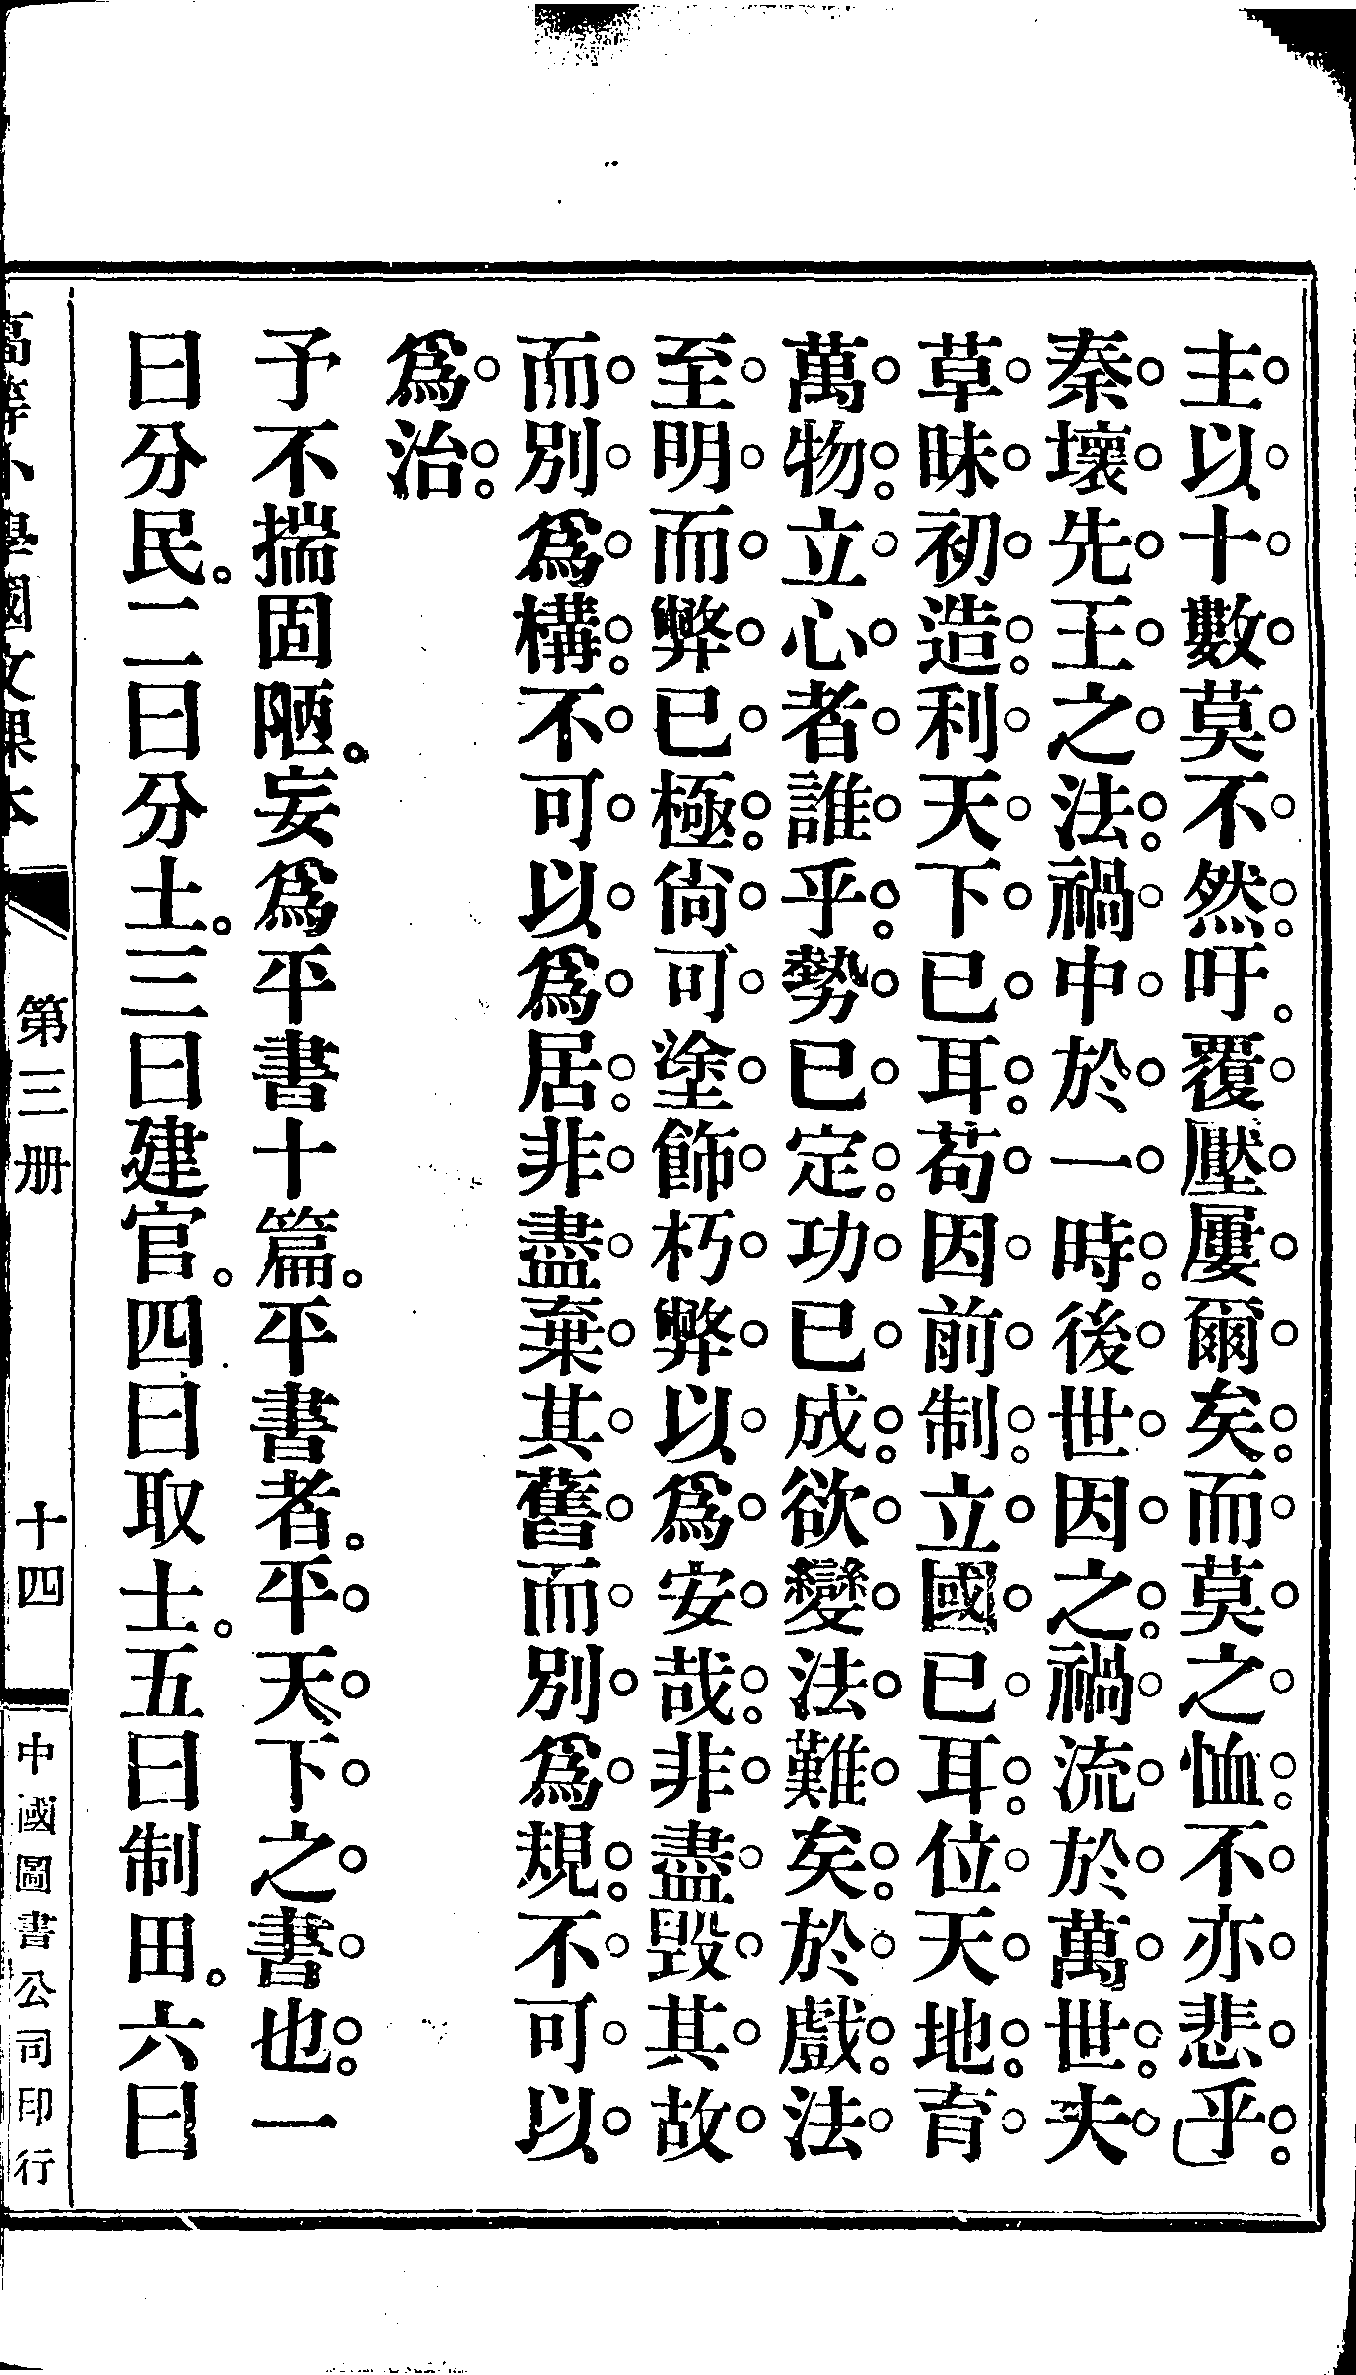 主以十數莫不然吁。覆壓屢爾矣。而莫之恤。不亦悲乎。
秦壞先王之法。禍中於一時。後世因之。禍流於萬世。夫
草昧初造。利天下已耳。苟因前制。立國已耳。位天地。育
萬物。立心者誰乎。勢已定。功已成。欲變法難矣。於戲。法
至明而弊已極。尙可塗飾朽弊以爲安哉。非盡毀其故
而別爲構。不可以爲居。非盡棄其舊而別爲規。不可以
爲治。
予不揣固陋。妄爲平書十篇。平書者。平天下之書也。一
曰分民。二曰分土。三曰建官。四曰取士。五曰制田。六曰
高等小學國文課本 第三册 十四 中國圖書公司印行